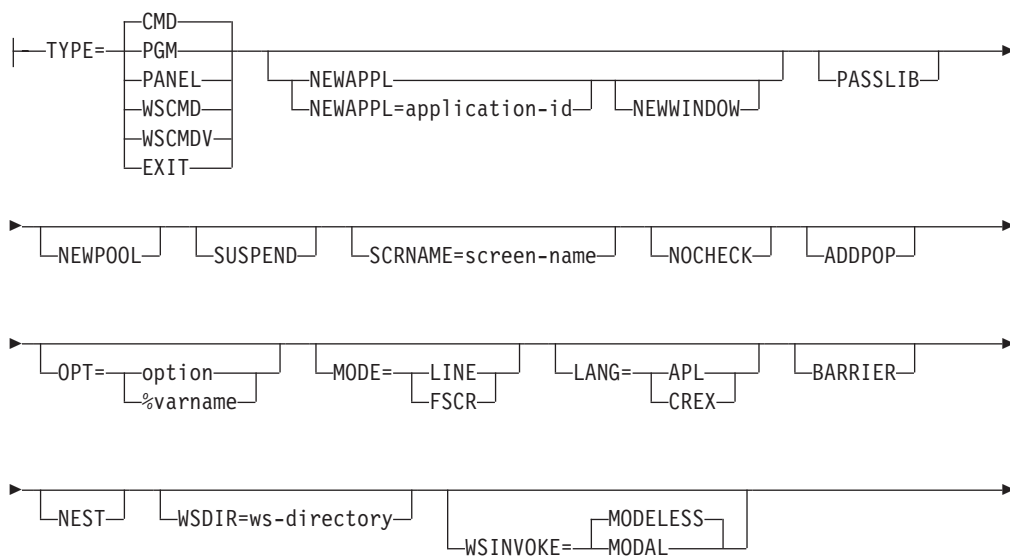 CMD
TYPE= PGM
PANEL NEWAPPL PASSLIB
WSCMD NEWAPPL=application-id NEWWINDOW
WSCMDV
EXIT
NEWPOOL SUSPEND SCRNAME=screen-name NOCHECK ADDPOP
OPT= option MODE= LINE LANG= APL BARRIER
%varname FSCR CREX
NEST WSDIR=ws-directory MODELESS
WSINVOKE= MODAL